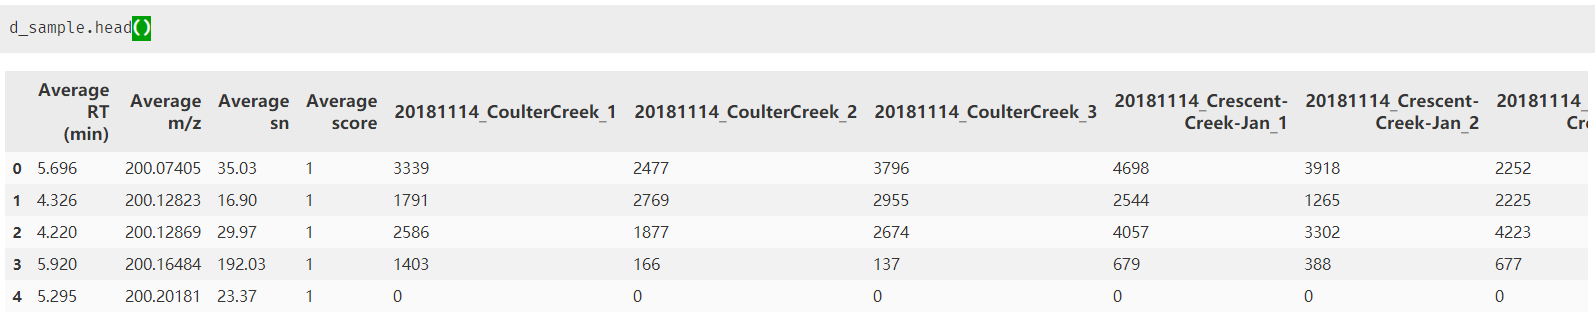 d_sample.head()
Average RT (min) Average m/z Average sn Average score 20181114_CoulterCreek_1 20181114_CoulterCreek_2 20181114_CoulterCreek_3 20181114_Crescent-Creek-Jan_1 20181114_Crescent-Creek-Jan_2 20181114_
0 5.696 200.07405 35.03 1 3339 2477 3796 4698 3918 2252
1 4.326 200.12823 16.90 1 1791 2769 2955 2544 1265 2225
2 4.220 200.12869 29.97 1 2586 1877 2674 4057 3302 4223
3 5.920 200.16484 192.03 1 1403 166 137 679 388 677
4 5.295 200.20181 23.37 1 0 0 0 0 0 0